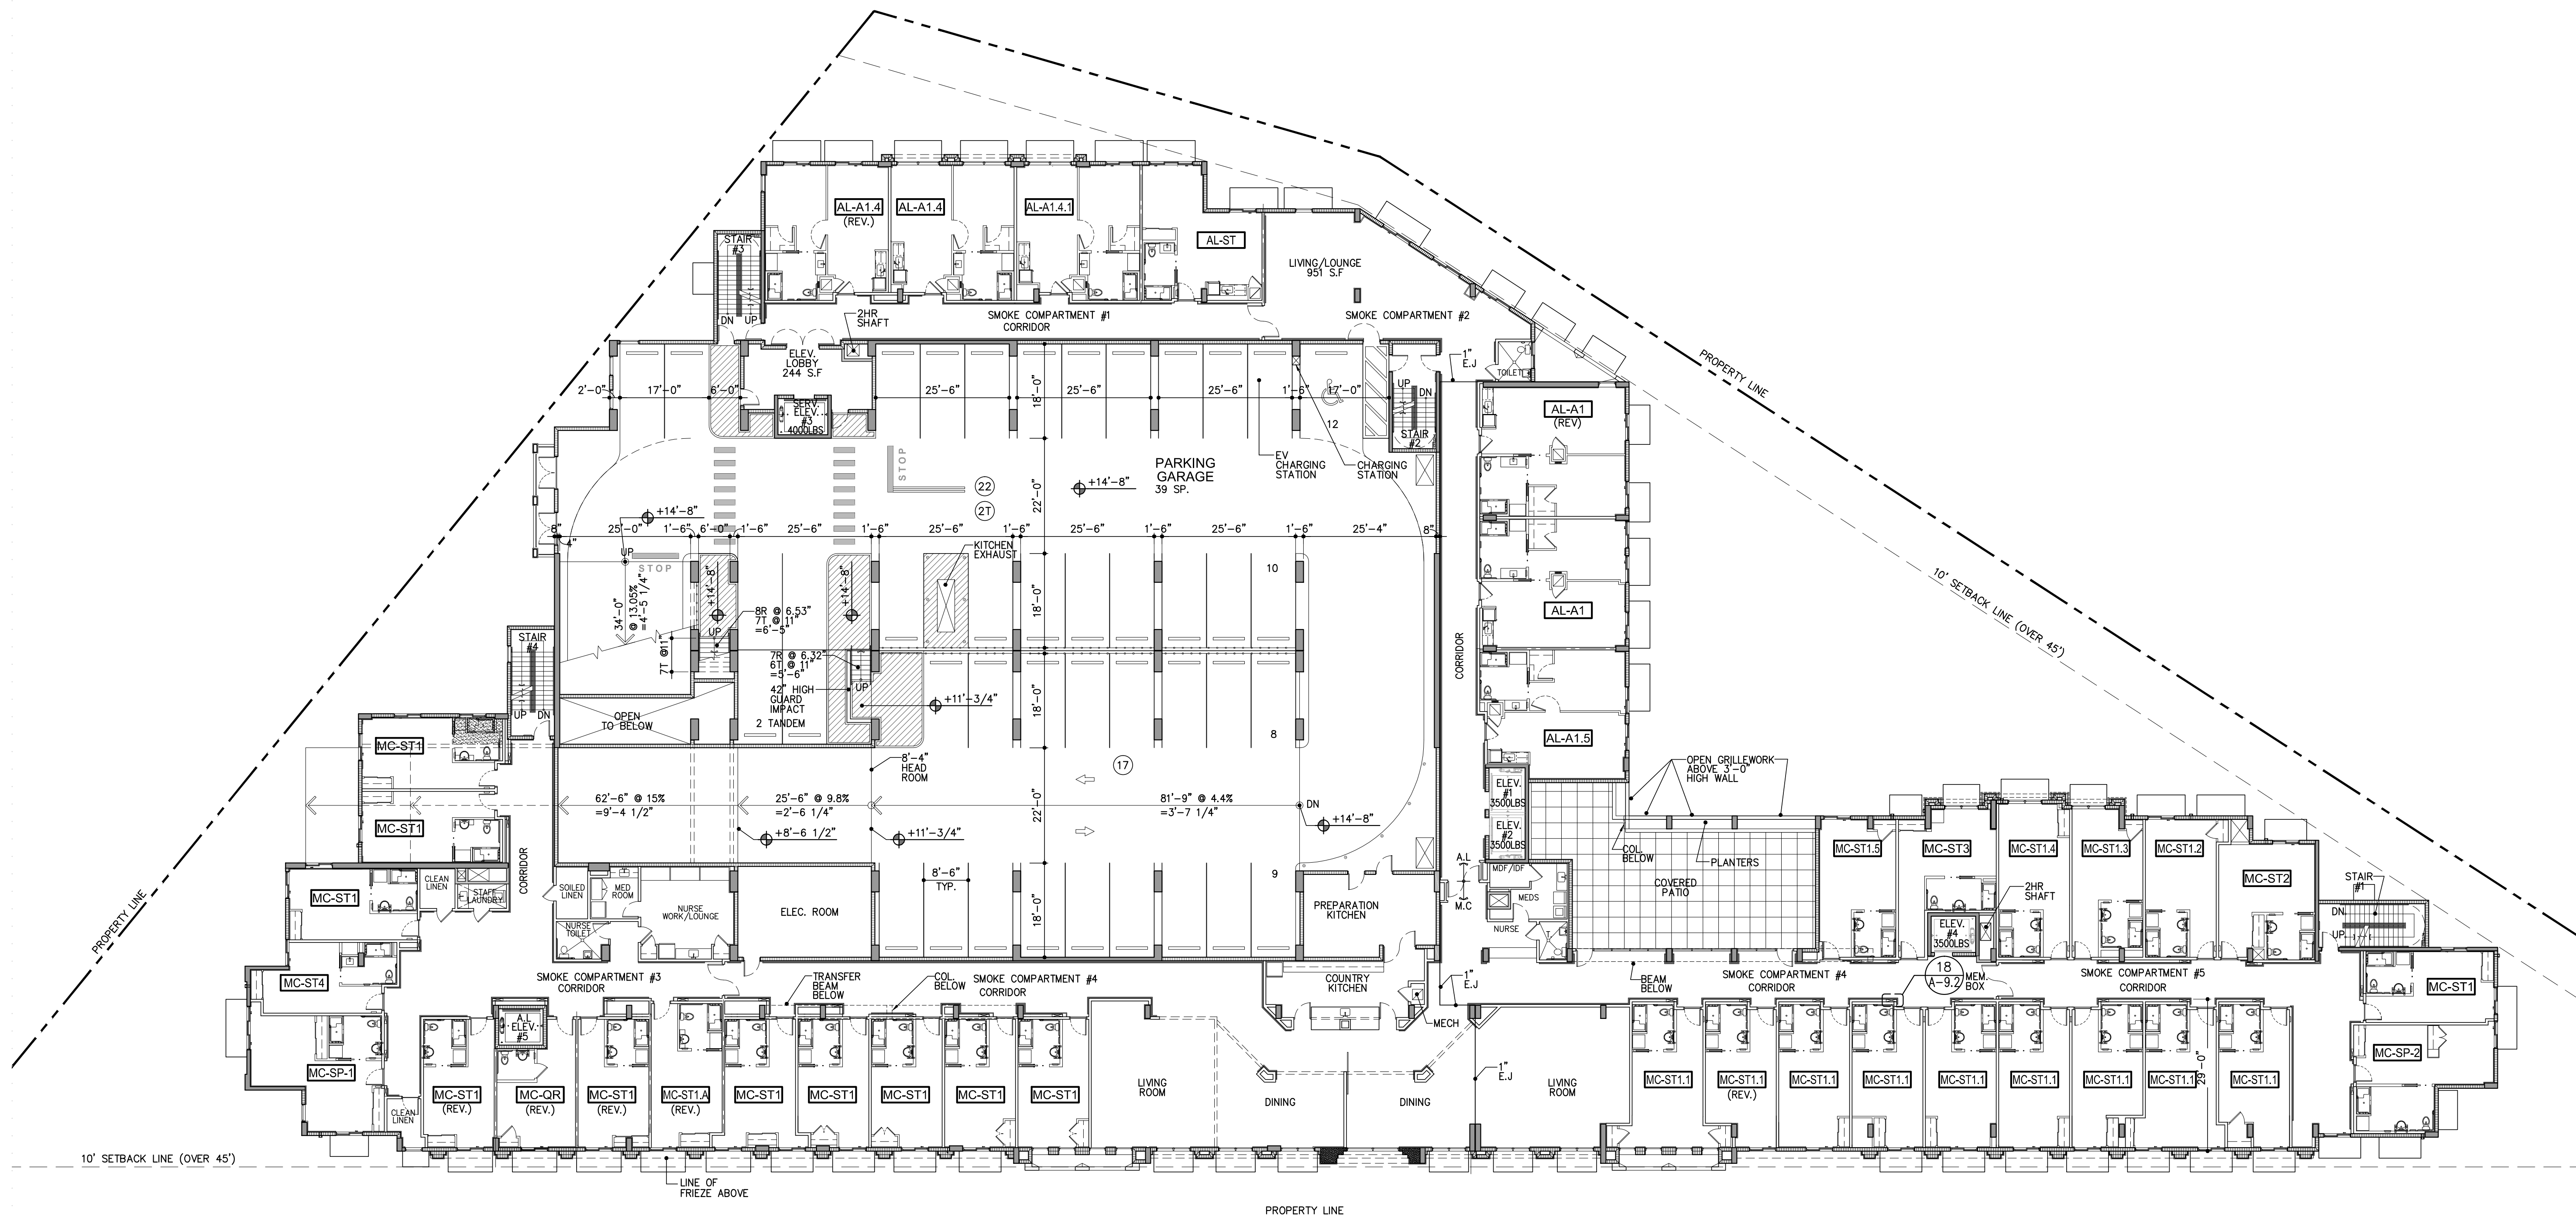 AL-A1.4
(REV.)
AL-A1.4
AL-A1.4.1
AL-ST
LIVING/LOUNGE
951 S.F
STAIR
#3
DN
UP
2HR
SHAFT
SMOKE COMPARTMENT #1
CORRIDOR
SMOKE COMPARTMENT #2
ELEV.
LOBBY
244 S.F
1"
E.J
TOILET
PROPERTY LINE
2'-0"
17'-0"
6'-0"
25'-6"
18'-0"
25'-6"
25'-6"
1'-6"
17'-0"
UP
DN
SERV.
ELEV.
#3
4000LBS
12
STAIR
#2
AL-A1
(REV)
STOP
PARKING
GARAGE
39 SP.
EV
CHARGING
STATION
CHARGING
STATION
22
2T
+14'-8"
22'-0"
+14'-8"
8"
25'-0"
1'-6"
6'-0"
1'-6"
25'-6"
1'-6"
25'-6"
1'-6"
25'-6"
1'-6"
25'-6"
1'-6"
25'-4"
8"
4"
UP
STOP
KITCHEN
EXHAUST
10
34'-0"
@ 13.05%
=4'-5 1/4"
+14'-8"
+14'-8"
18'-0"
8R @ 6.53"
7T @ 11"
=6'-5"
UP
7T @11"
AL-A1
10' SETBACK LINE (OVER 45')
STAIR
#4
UP
DN
7R @ 6.32"
6T @ 11"
=5'-6"
42" HIGH
GUARD
IMPACT
UP
+11'-3/4"
18'-0"
CORRIDOR
OPEN
TO BELOW
2 TANDEM
8
AL-A1.5
MC-ST1
8'-4"
HEAD
ROOM
17
OPEN GRILLEWORK
ABOVE 3'-0"
HIGH WALL
ELEV.
#1
3500LBS
62'-6" @ 15%
=9'-4 1/2"
25'-6" @ 9.8%
=2'-6 1/4"
81'-9" @ 4.4%
=3'-7 1/4"
DN
22'-0"
MC-ST1
+8'-6 1/2"
+11'-3/4"
+14'-8"
ELEV.
#2
3500LBS
COL.
BELOW
PLANTERS
MC-ST1.5
MC-ST3
MC-ST1.4
MC-ST1.3
MC-ST1.2
A.L
M.C
MDF/IDF
CORRIDOR
CLEAN
LINEN
STAFF
LAUNDRY
SOILED
LINEN
MED
ROOM
8'-6"
TYP.
9
COVERED
PATIO
MC-ST2
STAIR
#1
MC-ST1
NURSE
WORK/LOUNGE
ELEC. ROOM
18'-0"
PREPARATION
KITCHEN
MEDS
2HR
SHAFT
DN
UP
NURSE
TOILET
NURSE
ELEV.
#4
3500LBS
SMOKE COMPARTMENT #3
CORRIDOR
TRANSFER
BEAM
BELOW
COL.
BELOW
SMOKE COMPARTMENT #4
CORRIDOR
COUNTRY
KITCHEN
1"
E.J
BEAM
BELOW
SMOKE COMPARTMENT #4
CORRIDOR
18
A-9.2
MEM.
BOX
SMOKE COMPARTMENT #5
CORRIDOR
MC-ST4
MC-ST1
MECH
A.L
ELEV.
#5
MC-SP-1
MC-SP-2
PROPERTY LINE
MC-ST1
(REV.)
MC-QR
(REV.)
MC-ST1
(REV.)
MC-ST1.A
(REV.)
MC-ST1
MC-ST1
MC-ST1
MC-ST1
MC-ST1
LIVING
ROOM
DINING
DINING
1"
E.J
LIVING
ROOM
MC-ST1.1
MC-ST1.1
(REV.)
MC-ST1.1
MC-ST1.1
MC-ST1.1
MC-ST1.1
MC-ST1.1
MC-ST1.1
29'-0"
MC-ST1.1
CLEAN
LINEN
10' SETBACK LINE (OVER 45')
LINE OF
FRIEZE ABOVE
PROPERTY LINE